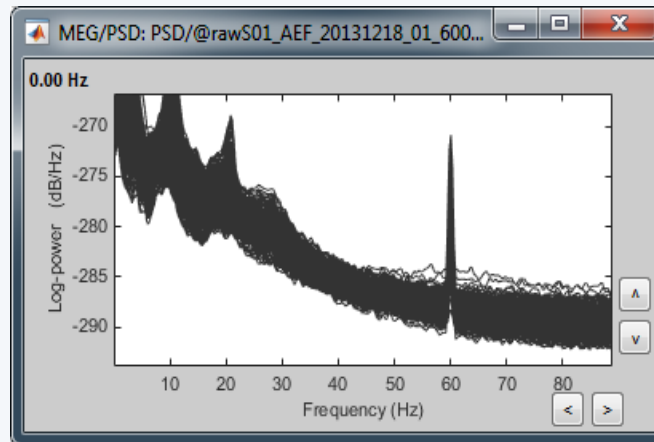 MEG/PSD: PSD/@rawS01_AEF_20131218_01_600...
0.00 Hz
Log-power (dB/Hz)
-270
-275
-280
-285
-290
10 20 30 40 50 60 70 80
Frequency (Hz)